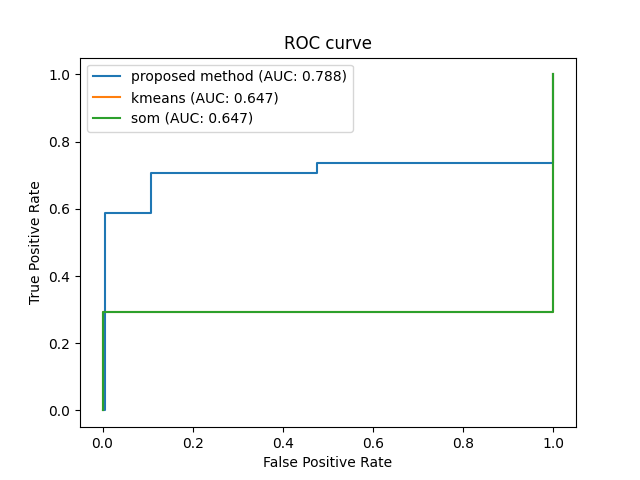 ROC curve
proposed method (AUC: 0.788)
kmeans (AUC: 0.647)
som (AUC: 0.647)
True Positive Rate
1.0
0.8
0.6
0.4
0.2
0.0
0.0 0.2 0.4 0.6 0.8 1.0
False Positive Rate